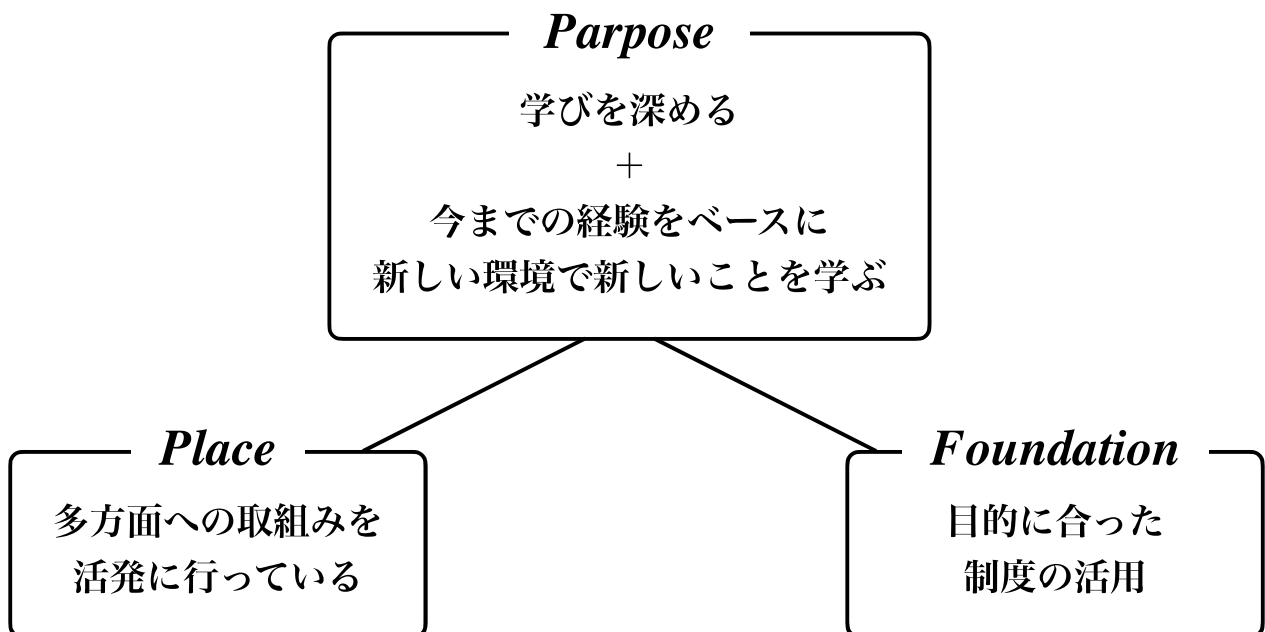 Parpose
学びを深める
＋
今までの経験をベースに
新しい環境で新しいことを学ぶ
Place
多方面への取組みを
活発に行っている
Foundation
目的に合った
制度の活用